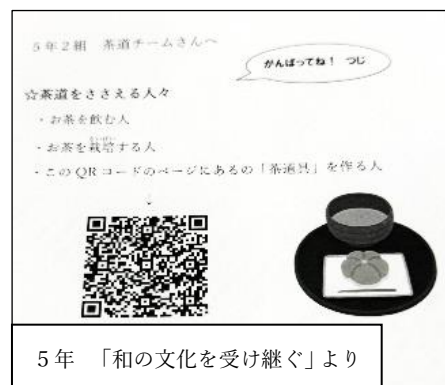 5年2組　茶道チームさんへ
がんばってね！　つじ
☆茶道をささえる人々
・お茶を飲む人
・お茶を栽培する人
・このQRコードのページにあるの「茶道具」を作る人
↓
5年　「和の文化を受け継ぐ」より